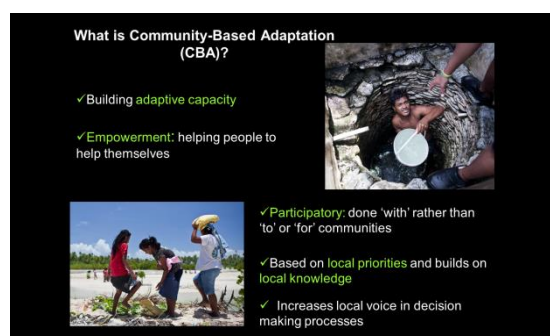 What is Community-Based Adaptation
(CBA)?
✓Building adaptive capacity
✓Empowerment: helping people to
help themselves
✓Participatory: done ‘with’ rather than
‘to’ or ‘for’ communities
✓Based on local priorities and builds on
local knowledge
✓ Increases local voice in decision
making processes